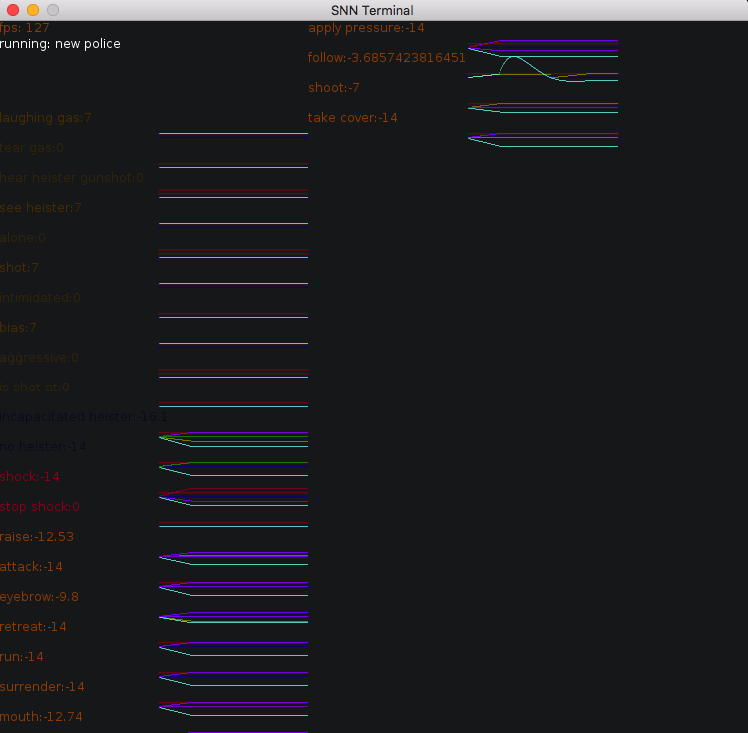 SNN Terminal
fps: 127
running: new police
laughing gas:7
tear gas:0
hear heister gunshot:0
see heister:7
alone:0
shot:7
intimidated:0
bias:7
aggressive:0
is shot at:0
incapacitated heister:-16.1
no heister:-14
shock:-14
stop shock:0
raise:-12.53
attack:-14
eyebrow:-9.8
retreat:-14
run:-14
surrender:-14
mouth:-12.74
apply pressure:-14
follow:-3.6857423816451
shoot:-7
take cover:-14